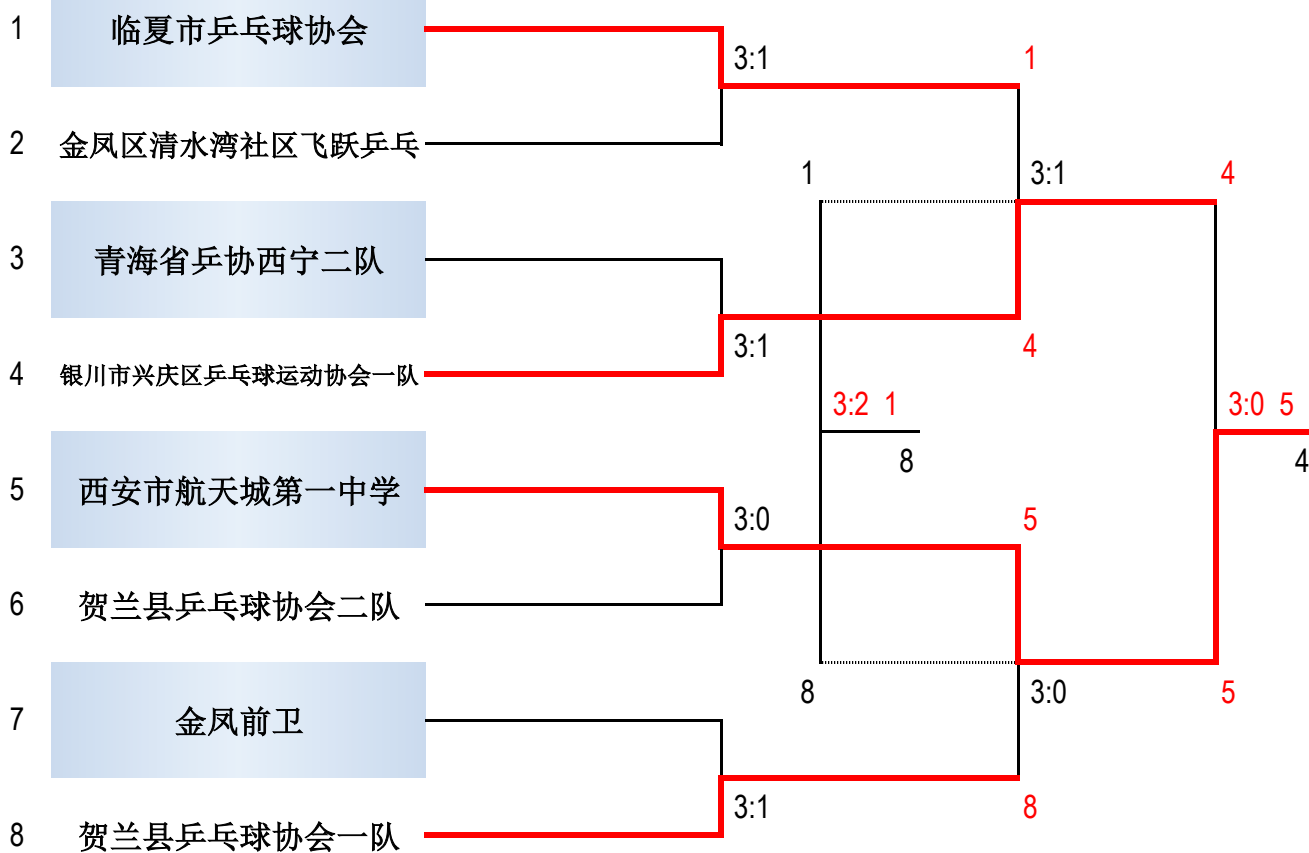 1 临夏市乒乓球协会
3:1 1
2 金凤区清水湾社区飞跃乒乓
1 3:1 4
3 青海省乒协西宁二队
3:1 4
4 银川市兴庆区乒乓球运动协会一队
3:2 1 3:0 5
8 4
5 西安市航天城第一中学
3:0 5
6 贺兰县乒乓球协会二队
8 3:0 5
7 金凤前卫
3:1 8
8 贺兰县乒乓球协会一队